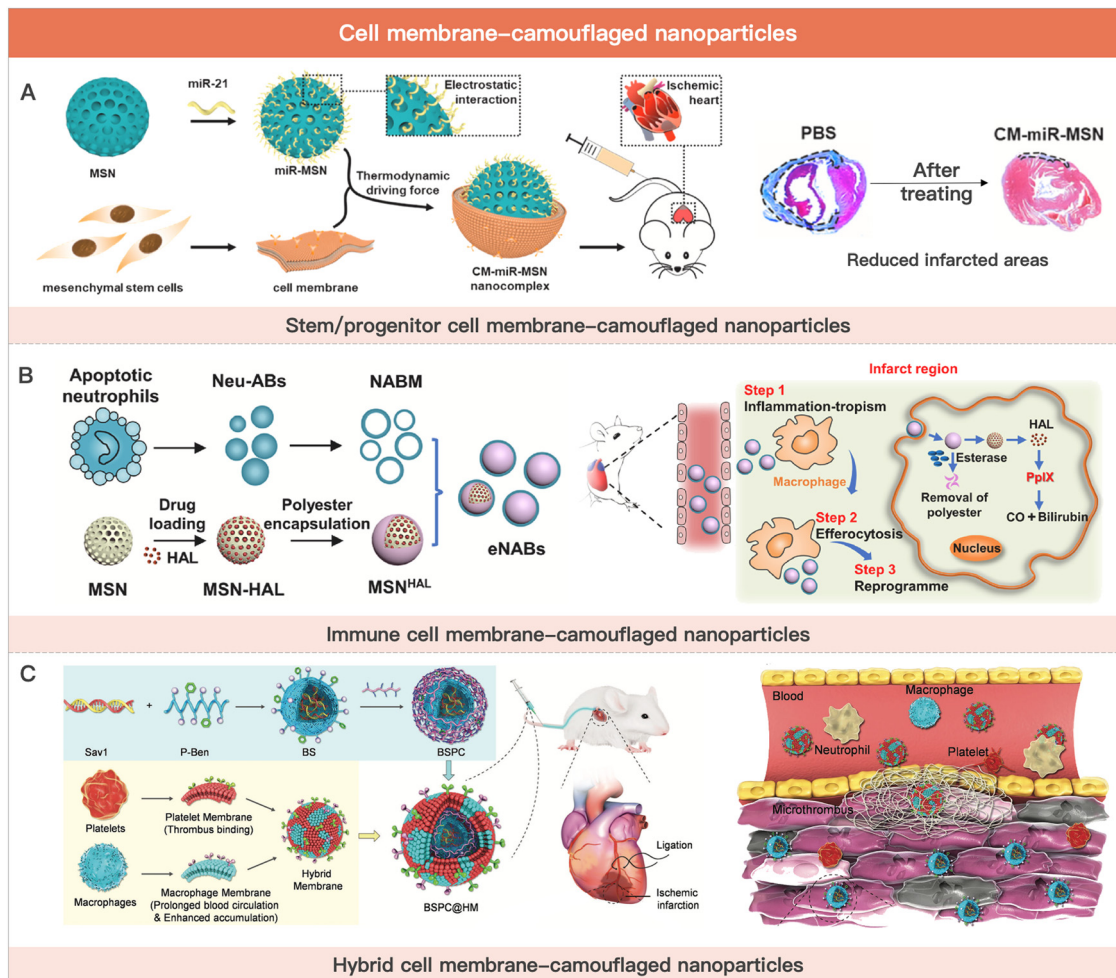 Cell membrane–camouflaged nanoparticles
A
miR-21
MSN
miR-MSN
Electrostatic
interaction
Thermodynamic
driving force
mesenchymal stem cells
cell membrane
CM-miR-MSN
nanocomplex
Ischemic
heart
PBS
After
treating
CM-miR-MSN
Reduced infarcted areas
Stem/progenitor cell membrane–camouflaged nanoparticles
B
Apoptotic
neutrophils
Neu-ABs
NABM
Drug
loading
HAL
Polyester
encapsulation
MSN
MSN-HAL
MSNᴴᴬᴸ
eNABs
Infarct region
Step 1
Inflammation-tropism
Macrophage
Step 2
Efferocytosis
Step 3
Reprogramme
HAL
Esterase
PpIX
Removal of
polyester
CO + Bilirubin
Nucleus
Immune cell membrane–camouflaged nanoparticles
C
+
Sav1
P-Ben
BS
BSPC
Platelets
Platelet Membrane
(Thrombus binding)
Macrophages
Macrophage Membrane
(Prolonged blood circulation
& Enhanced accumulation)
Hybrid
Membrane
BSPC@HM
Ligation
Ischemic
infarction
Blood
Macrophage
Neutrophil
Platelet
Microthrombus
Hybrid cell membrane–camouflaged nanoparticles